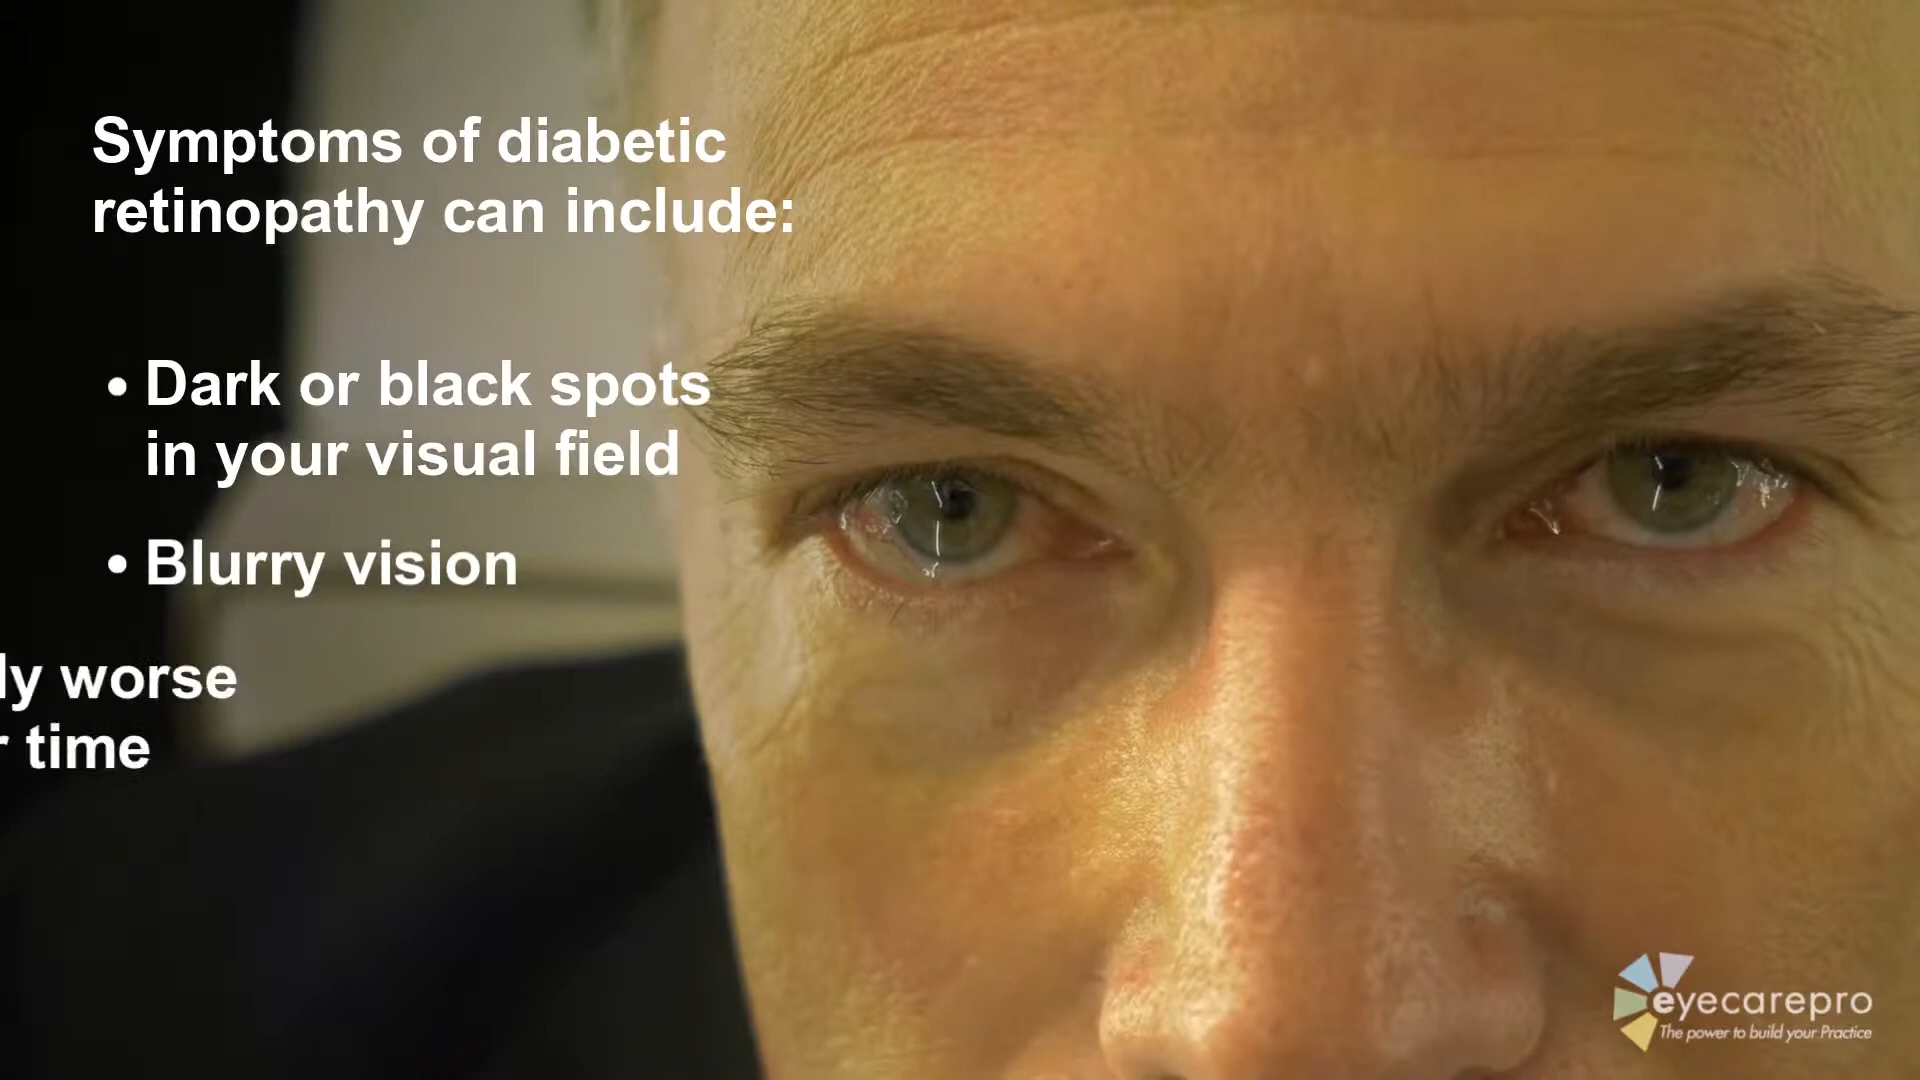 Symptoms of diabetic
retinopathy can include:
• Dark or black spots
in your visual field
• Blurry vision
ly worse
time
eyecarepro
The power to build your Practice